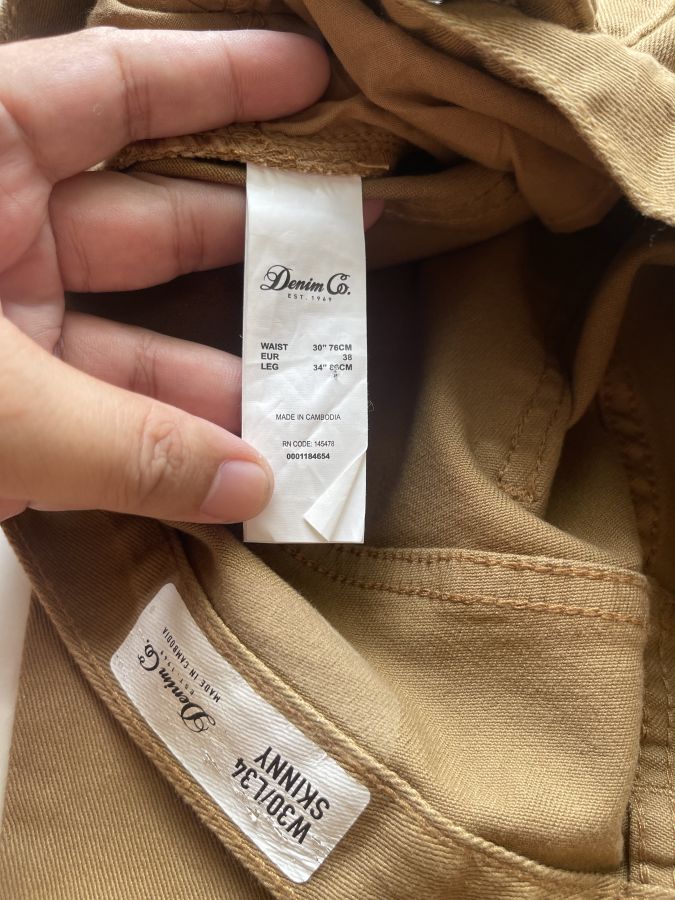 Denim Co.
EST. 1969
WAIST 30" 76CM
EUR 38
LEG 34" 86CM
MADE IN CAMBODIA
RN CODE: 145478
0001184654
Denim Co.
EST. 1969
MADE IN CAMBODIA
W30/L34
SKINNY